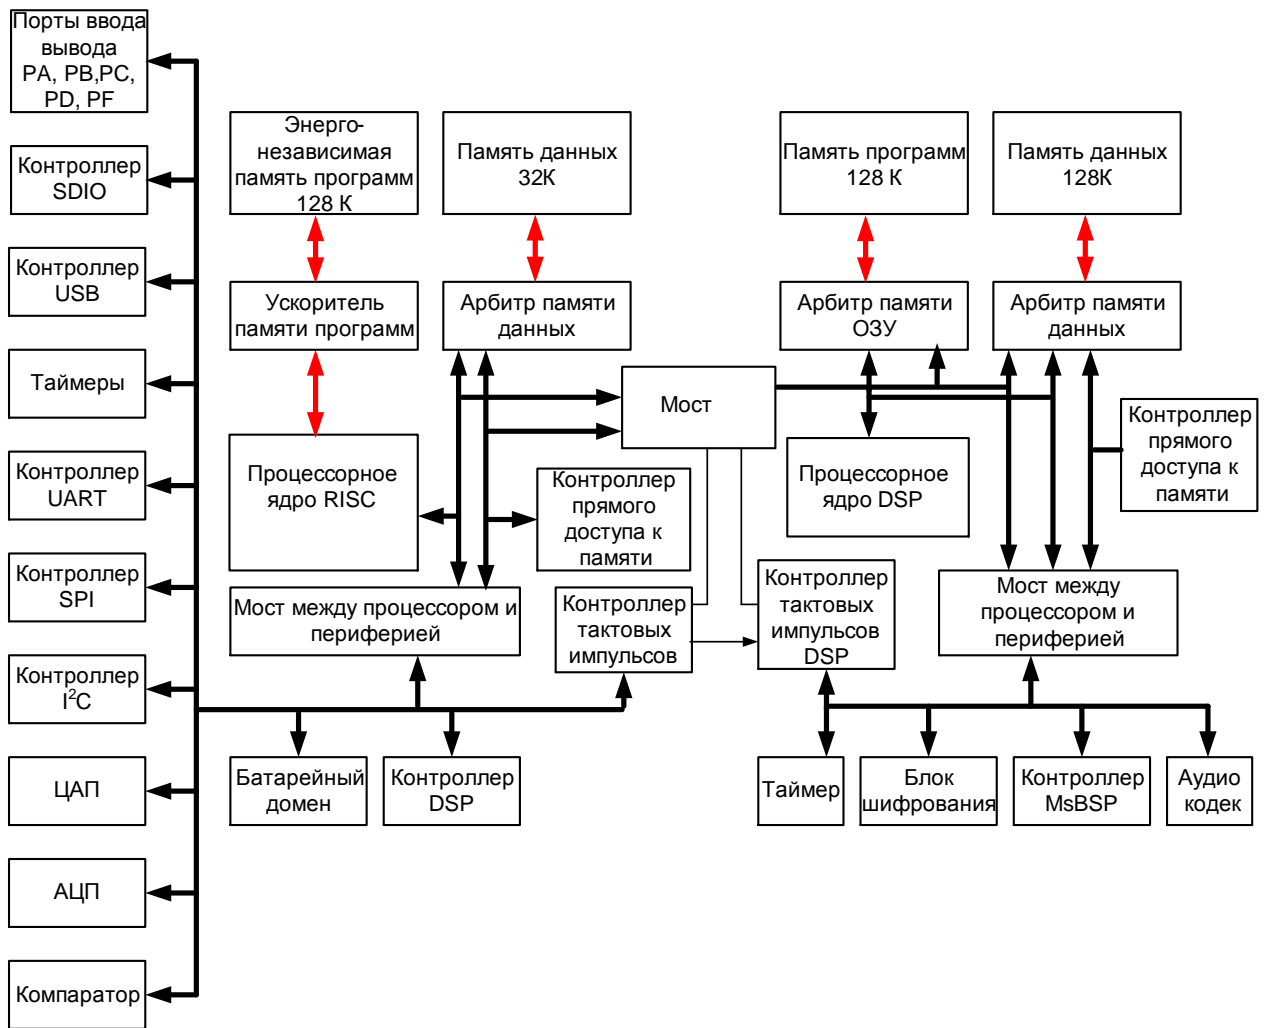 Порты ввода
вывода
PA, PB,PC,
PD, PF
Контроллер
SDIO
Контроллер
USB
Таймеры
Контроллер
UART
Контроллер
SPI
Контроллер
I²C
ЦАП
АЦП
Компаратор
Энерго-
независимая
память программ
128 К
Память данных
32К
Память программ
128 К
Память данных
128К
Ускоритель
памяти программ
Арбитр памяти
данных
Арбитр памяти
ОЗУ
Арбитр памяти
данных
Мост
Процессорное
ядро RISC
Контроллер
прямого
доступа к
памяти
Процессорное
ядро DSP
Контроллер
прямого
доступа к
памяти
Мост между процессором и
периферией
Контроллер
тактовых
импульсов
Контроллер
тактовых
импульсов
DSP
Мост между
процессором и
периферией
Батарейный
домен
Контроллер
DSP
Таймер
Блок
шифрования
Контроллер
MsBSP
Аудио
кодек